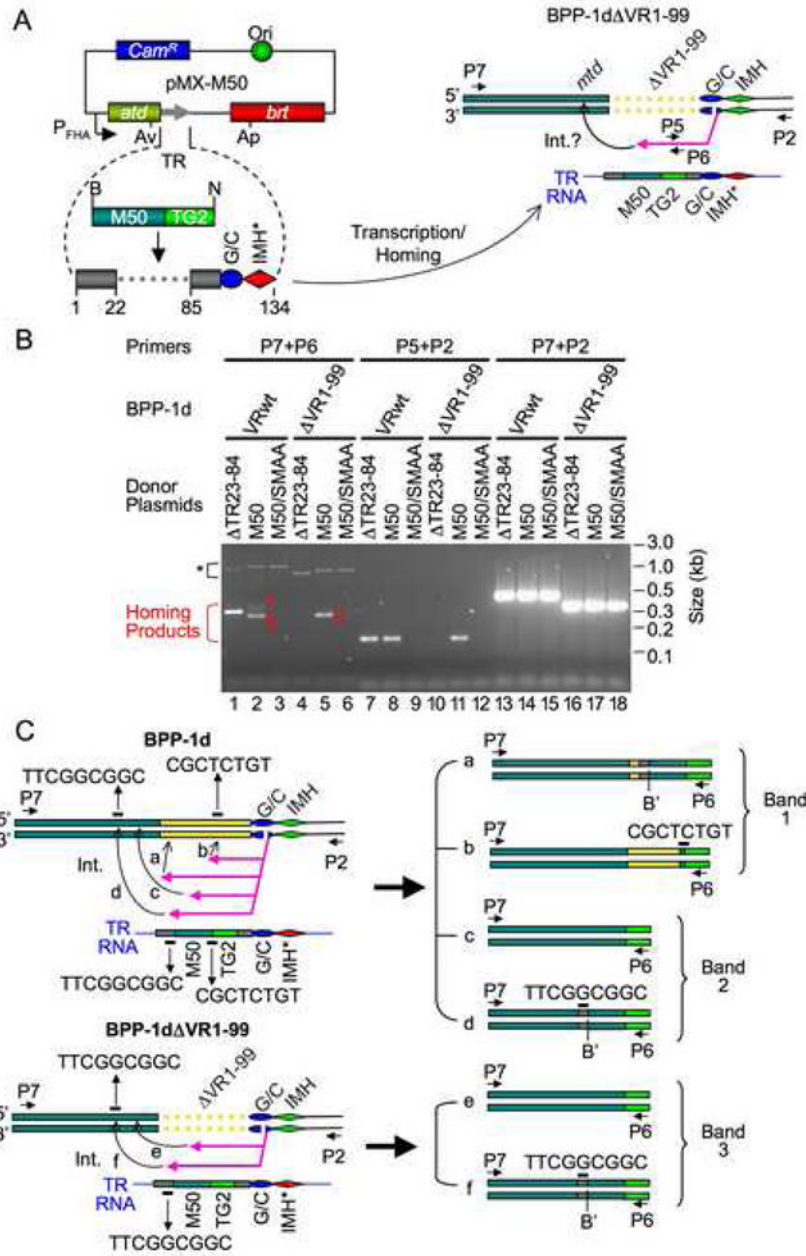 A
Cam^R
Ori
pMX-M50
atd
brt
P_FHA
Av
Ap
TR
B
N
M50
TG2
G/C
IMH*
1
22
85
134
Transcription/
Homing
BPP-1dΔVR1-99
P7
mtd
ΔVR1-99
G/C
IMH
5'
3'
Int.?
P5
P6
P2
TR
RNA
M50
TG2
G/C
IMH*
B
Primers
P7+P6
P5+P2
P7+P2
BPP-1d
VRwt
ΔVR1-99
VRwt
ΔVR1-99
VRwt
ΔVR1-99
Donor
Plasmids
ΔTR23-84
M50
M50/SMAA
ΔTR23-84
M50
M50/SMAA
ΔTR23-84
M50
M50/SMAA
ΔTR23-84
M50
M50/SMAA
ΔTR23-84
M50
M50/SMAA
ΔTR23-84
M50
M50/SMAA
*
Homing
Products
3.0
1.0
0.5
0.3
0.2
0.1
Size (kb)
1 2 3 4 5 6 7 8 9 10 11 12 13 14 15 16 17 18
C
BPP-1d
TTCGGCGGC
CGCTCTGT
P7
G/C
IMH
5'
3'
Int.
a
b
c
d
P2
TR
RNA
M50
TG2
G/C
IMH*
TTCGGCGGC
CGCTCTGT
BPP-1dΔVR1-99
TTCGGCGGC
ΔVR1-99
P7
G/C
IMH
5'
3'
Int.
e
f
P2
TR
RNA
M50
TG2
G/C
IMH*
TTCGGCGGC
a
P7
B'
P6
b
P7
CGCTCTGT
P6
Band
1
c
P7
P6
d
P7
TTCGGCGGC
B'
P6
Band
2
e
P7
P6
f
P7
TTCGGCGGC
B'
P6
Band
3